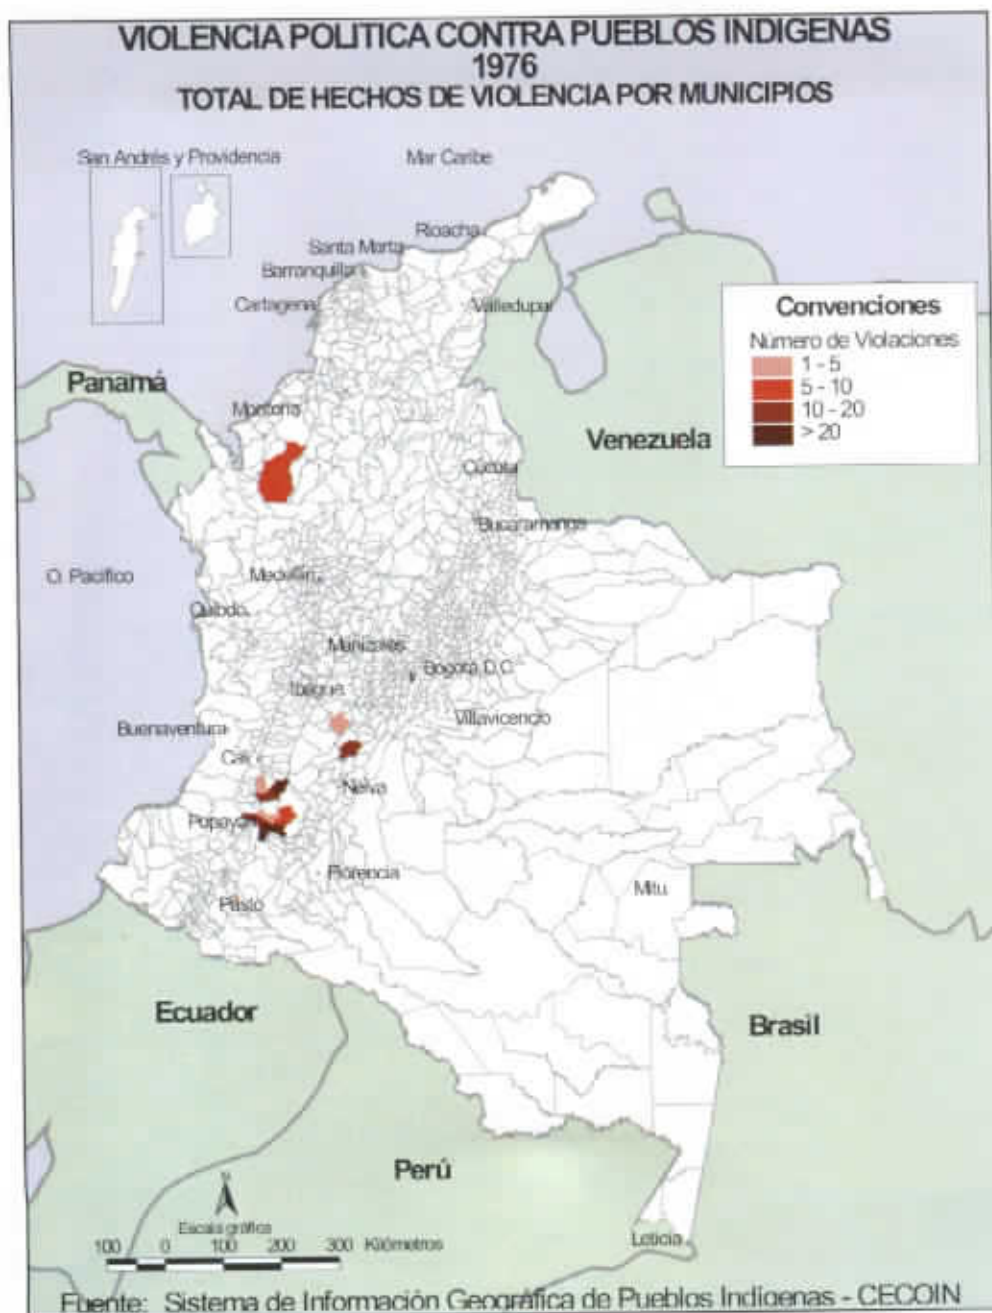 VIOLENCIA POLITICA CONTRA PUEBLOS INDIGENAS
1976
TOTAL DE HECHOS DE VIOLENCIA POR MUNICIPIOS
San Andrés y Providencia
Mar Caribe
Rioacha
Santa Marta
Barranquilla
Cartagena
Valledupar
Convenciones
Número de Violaciones
1 - 5
5 - 10
10 - 20
> 20
Panamá
Montería
Venezuela
Cúcuta
Bucaramanga
O. Pacífico
Medellín
Quibdo
Manizales
Bogotá, D.C.
Ibagué
Villavicencio
Buenaventura
Cali
Neiva
Popayán
Florencia
Mitu
Pasto
Ecuador
Brasil
Perú
N
Escala gráfica
100 0 100 200 300 Kilómetros
Leticia
Fuente: Sistema de Información Geográfica de Pueblos Indígenas - CECOIN